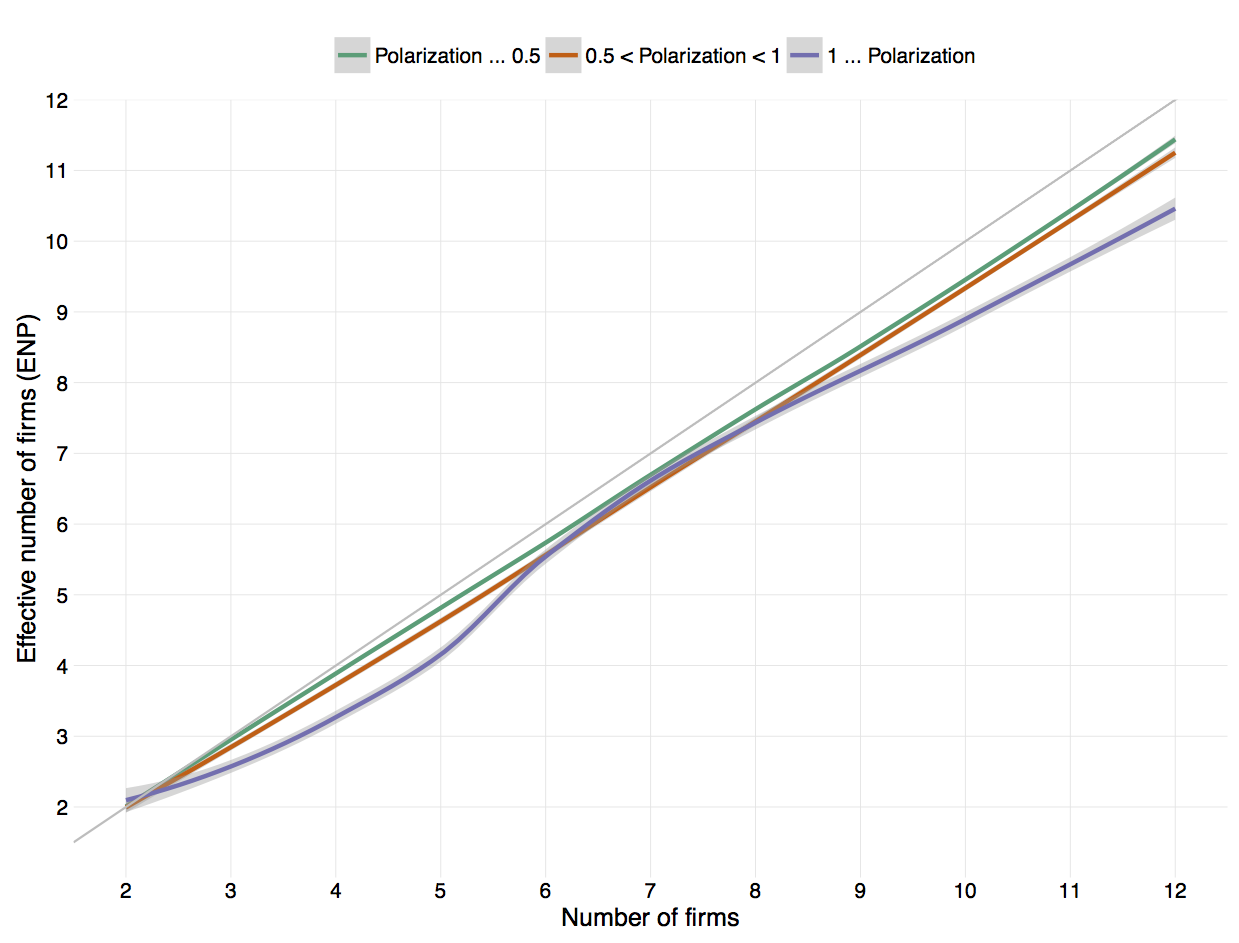 Polarization ... 0.5 0.5 < Polarization < 1 1 ... Polarization
12
11
10
9
8
7
6
5
4
3
2
Effective number of firms (ENP)
2 3 4 5 6 7 8 9 10 11 12
Number of firms